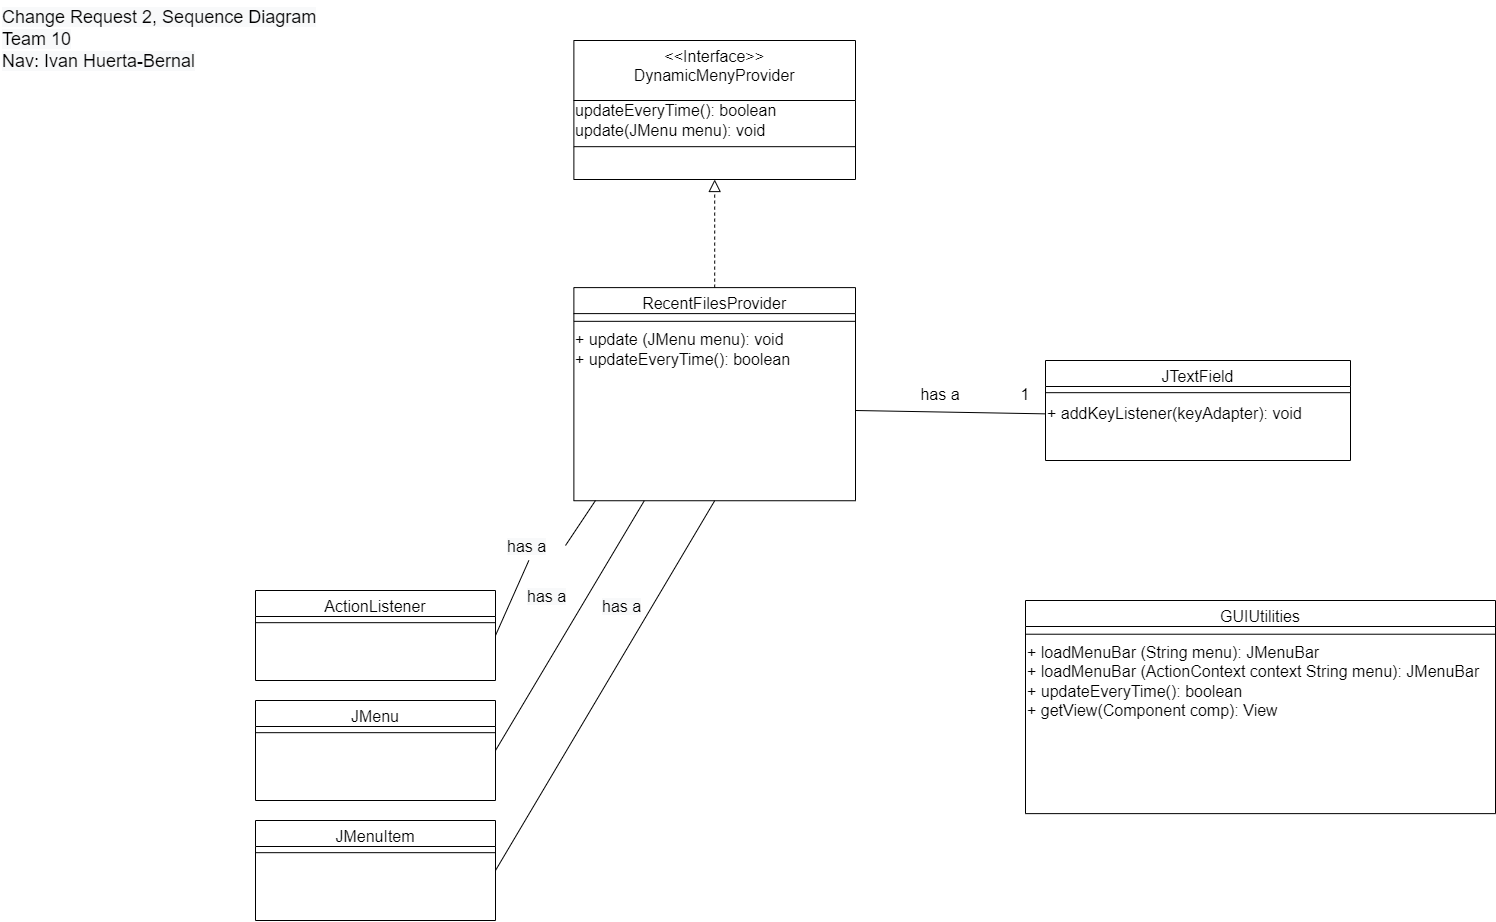 Change Request 2, Sequence Diagram
Team 10
Nav: Ivan Huerta-Bernal
<<Interface>>
DynamicMenyProvider
updateEveryTime(): boolean
update(JMenu menu): void
RecentFilesProvider
+ update (JMenu menu): void
+ updateEveryTime(): boolean
has a
1
JTextField
+ addKeyListener(keyAdapter): void
has a
has a
has a
ActionListener
JMenu
JMenuItem
GUIUtilities
+ loadMenuBar (String menu): JMenuBar
+ loadMenuBar (ActionContext context String menu): JMenuBar
+ updateEveryTime(): boolean
+ getView(Component comp): View